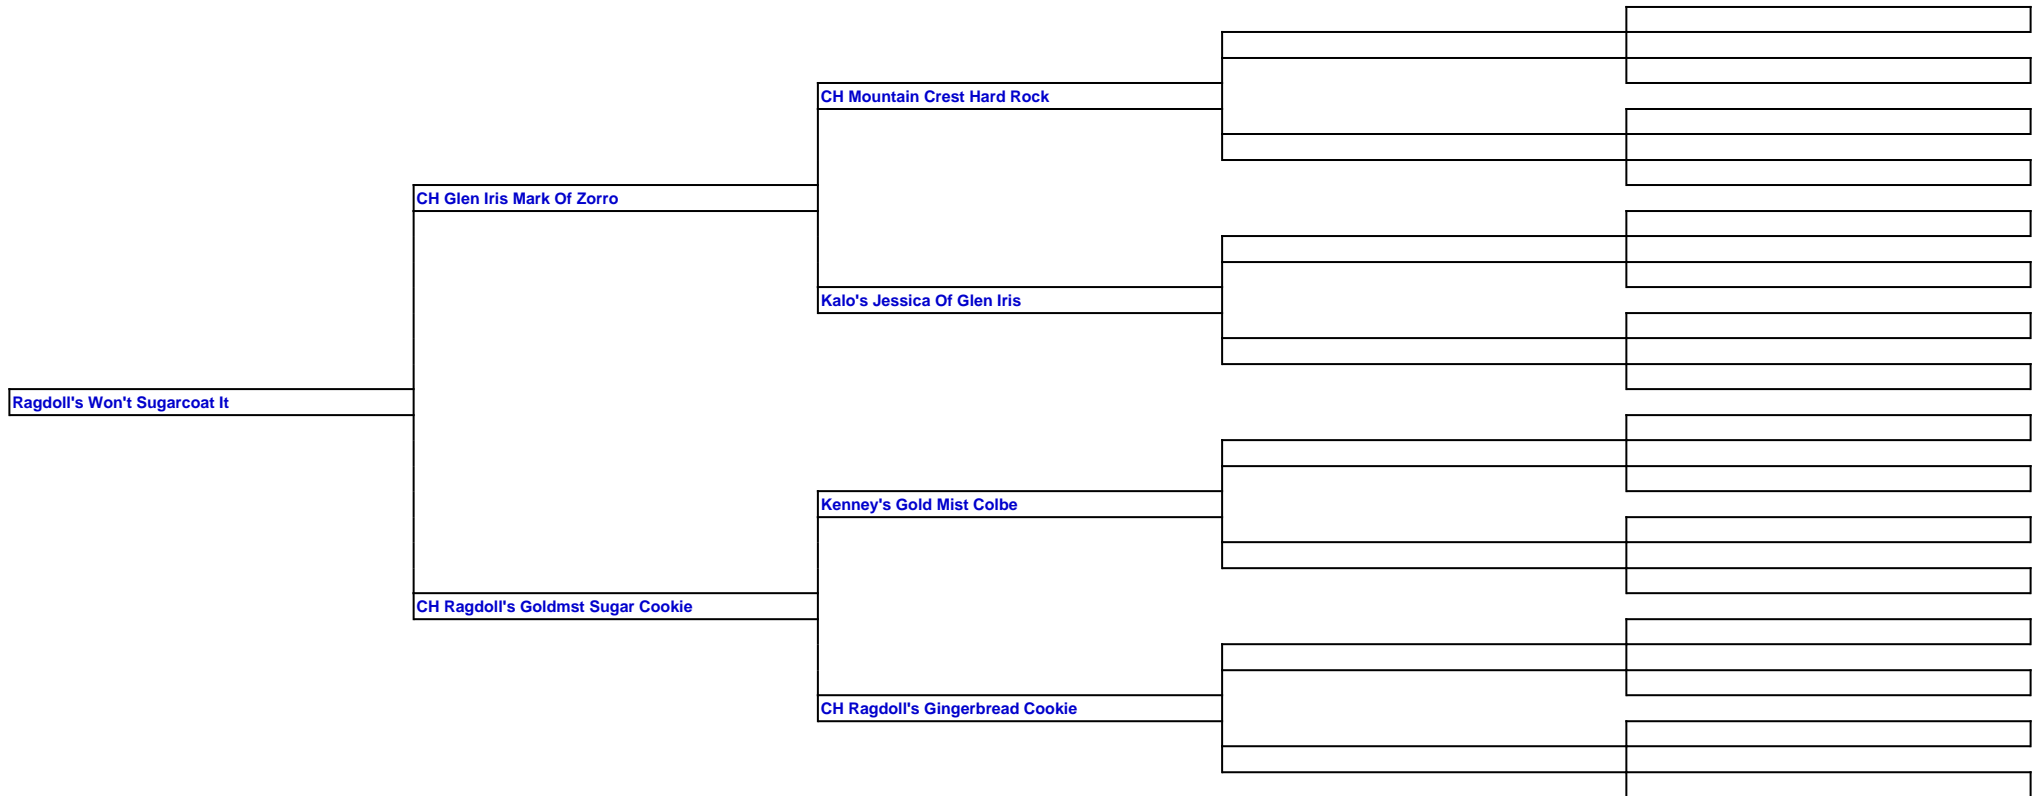 CH Mountain Crest Hard Rock
CH Glen Iris Mark Of Zorro
Kalo's Jessica Of Glen Iris
Ragdoll's Won't Sugarcoat It
Kenney's Gold Mist Colbe
CH Ragdoll's Goldmst Sugar Cookie
CH Ragdoll's Gingerbread Cookie